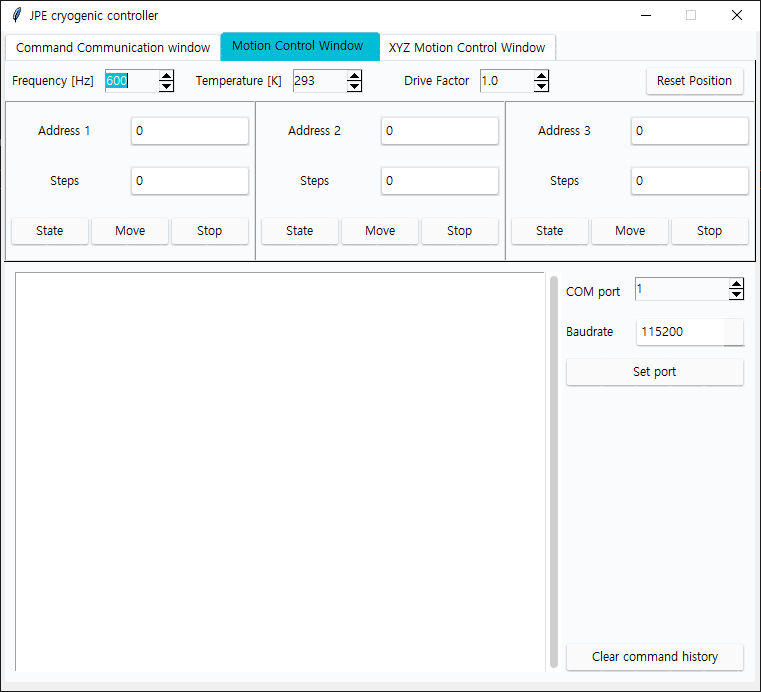 JPE cryogenic controller
Command Communication window Motion Control Window XYZ Motion Control Window
Frequency [Hz] 600 Temperature [K] 293 Drive Factor 1.0 Reset Position
Address 1 0 Address 2 0 Address 3 0
Steps 0 Steps 0 Steps 0
State Move Stop State Move Stop State Move Stop
COM port 1
Baudrate 115200
Set port
Clear command history